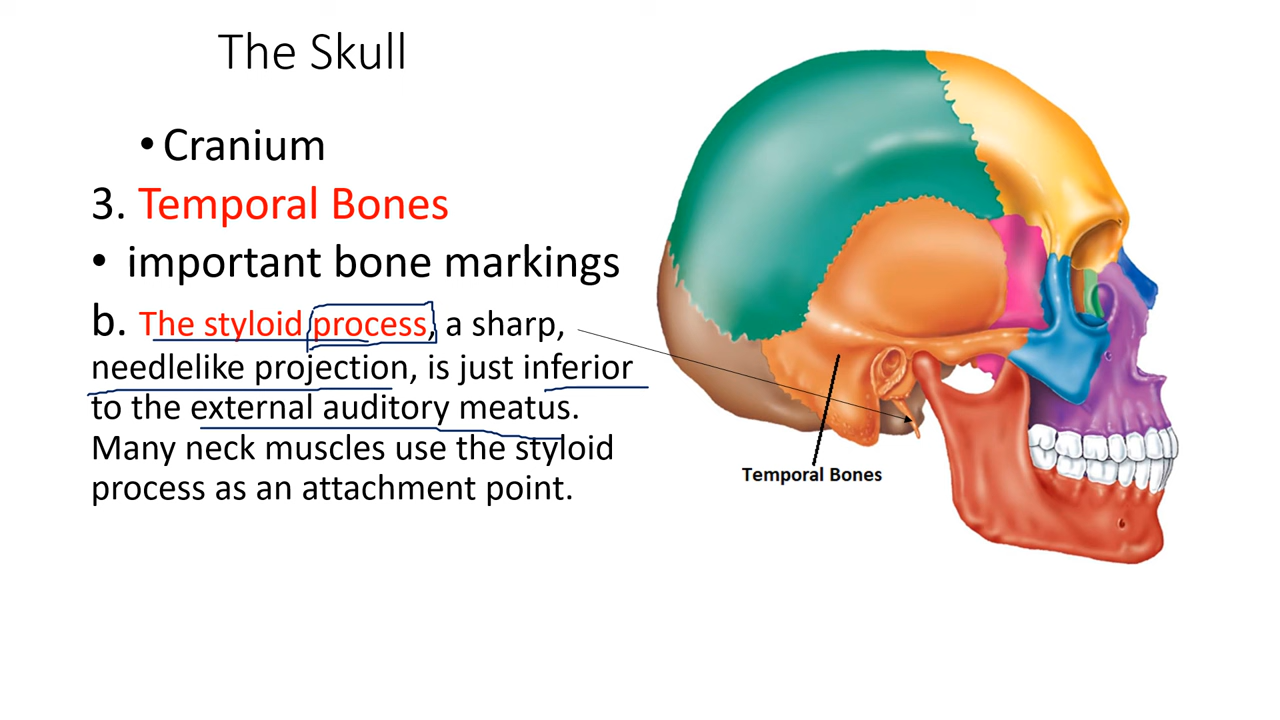 The Skull
• Cranium
3. Temporal Bones
• important bone markings
b. The styloid process, a sharp,
needlelike projection, is just inferior
to the external auditory meatus.
Many neck muscles use the styloid
process as an attachment point.
Temporal Bones